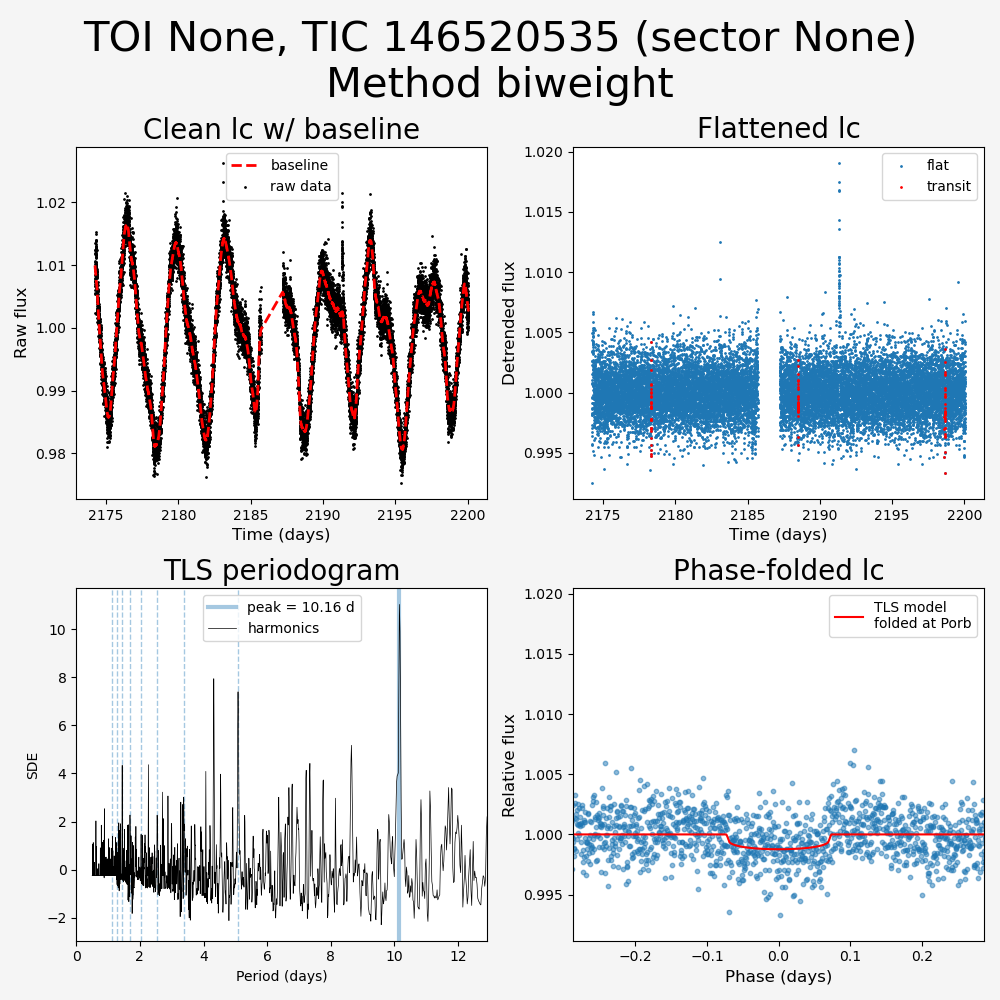 TOI None, TIC 146520535 (sector None)
Method biweight
Clean lc w/ baseline
baseline
raw data
Raw flux
1.02
1.01
1.00
0.99
0.98
2175 2180 2185 2190 2195 2200
Time (days)
Flattened lc
flat
transit
Detrended flux
1.020
1.015
1.010
1.005
1.000
0.995
2175 2180 2185 2190 2195 2200
Time (days)
TLS periodogram
peak = 10.16 d
harmonics
SDE
10
8
6
4
2
0
−2
0 2 4 6 8 10 12
Period (days)
Phase-folded lc
TLS model
folded at Porb
Relative flux
1.020
1.015
1.010
1.005
1.000
0.995
−0.2 −0.1 0.0 0.1 0.2
Phase (days)